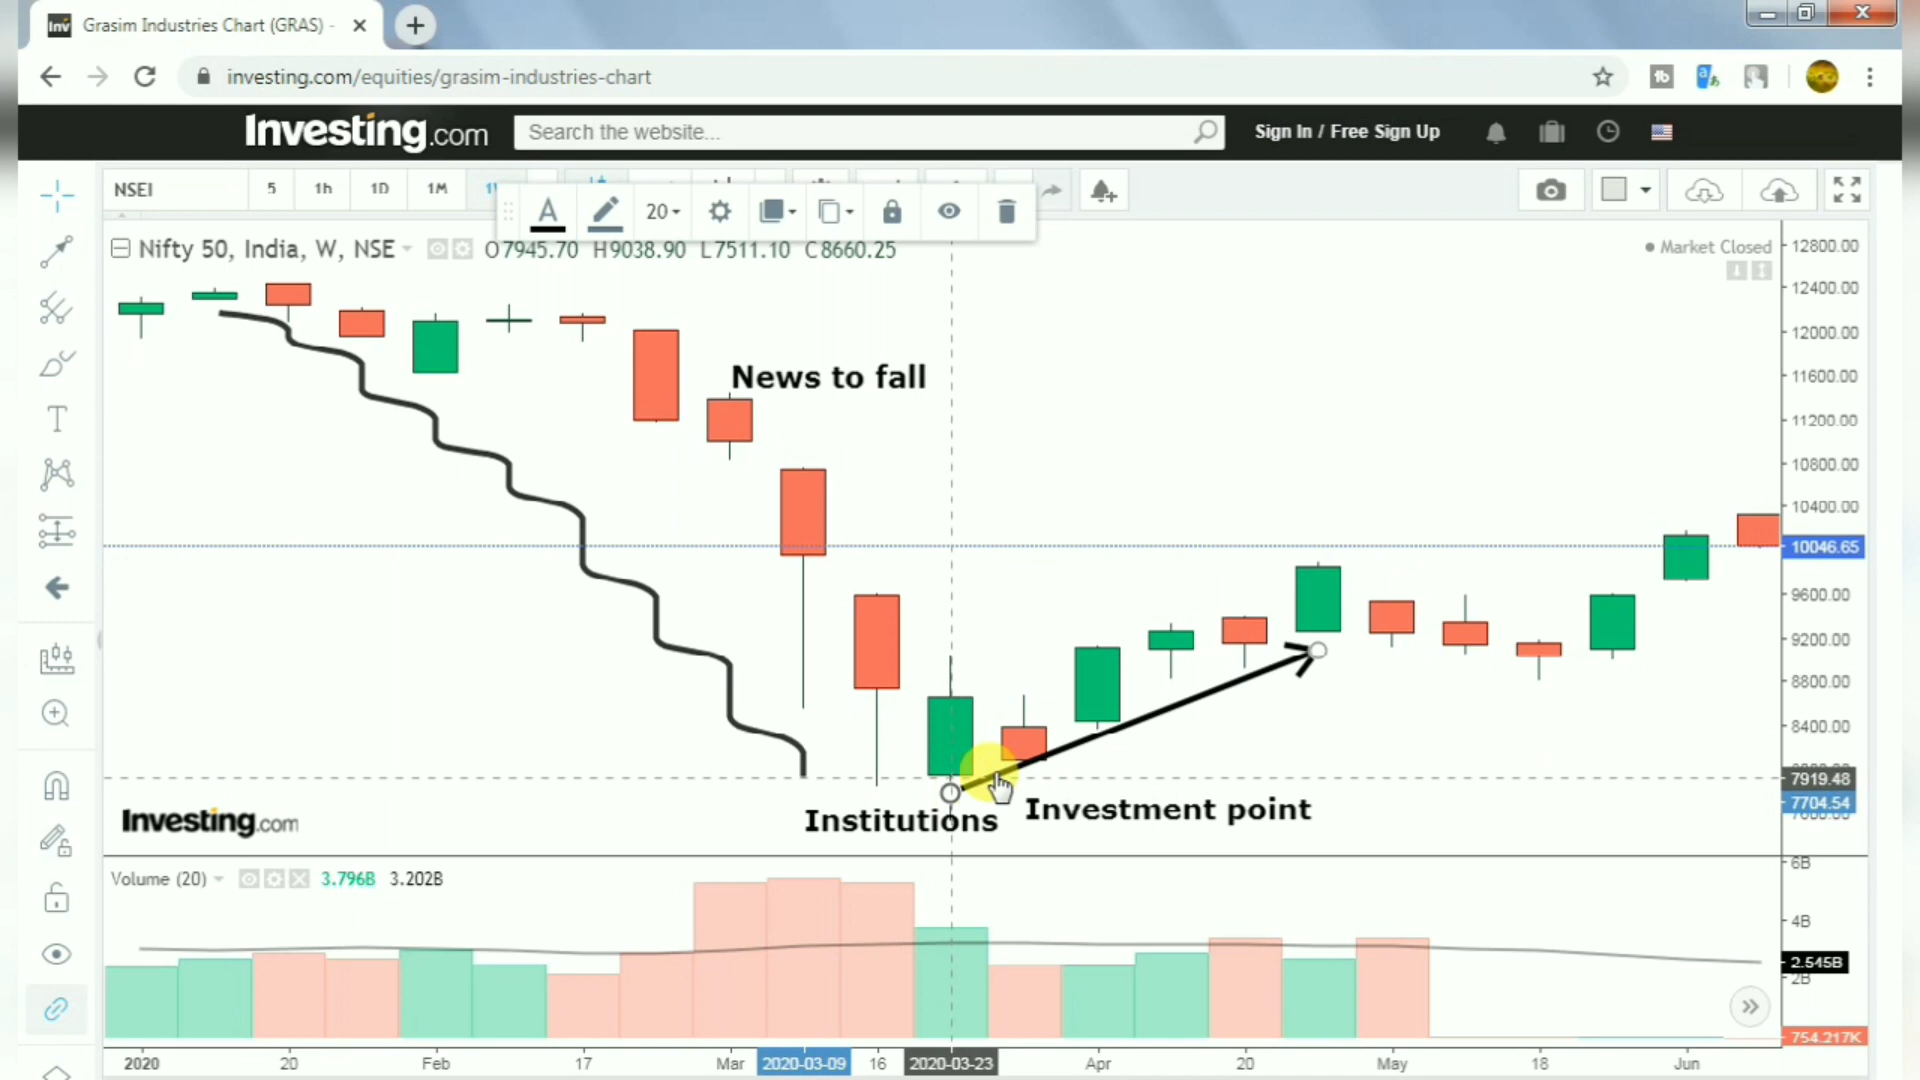 Inv Grasim Industries Chart (GRAS) -
investing.com/equities/grasim-industries-chart
Investing.com
Search the website...
Sign In / Free Sign Up
NSEI 5 1h 1D 1M
20
Nifty 50, India, W, NSE O7945.70 H9038.90 L7511.10 C8660.25
Market Closed
12800.00
12400.00
12000.00
11600.00
11200.00
10800.00
10400.00
10046.65
9600.00
9200.00
8800.00
8400.00
7919.48
7704.54
News to fall
Institutions
Investment point
Investing.com
Volume (20) 3.796B 3.202B
6B
4B
2.545B
2B
754.217K
2020 20 Feb 17 Mar 2020-03-09 16 2020-03-23 Apr 20 May 18 Jun